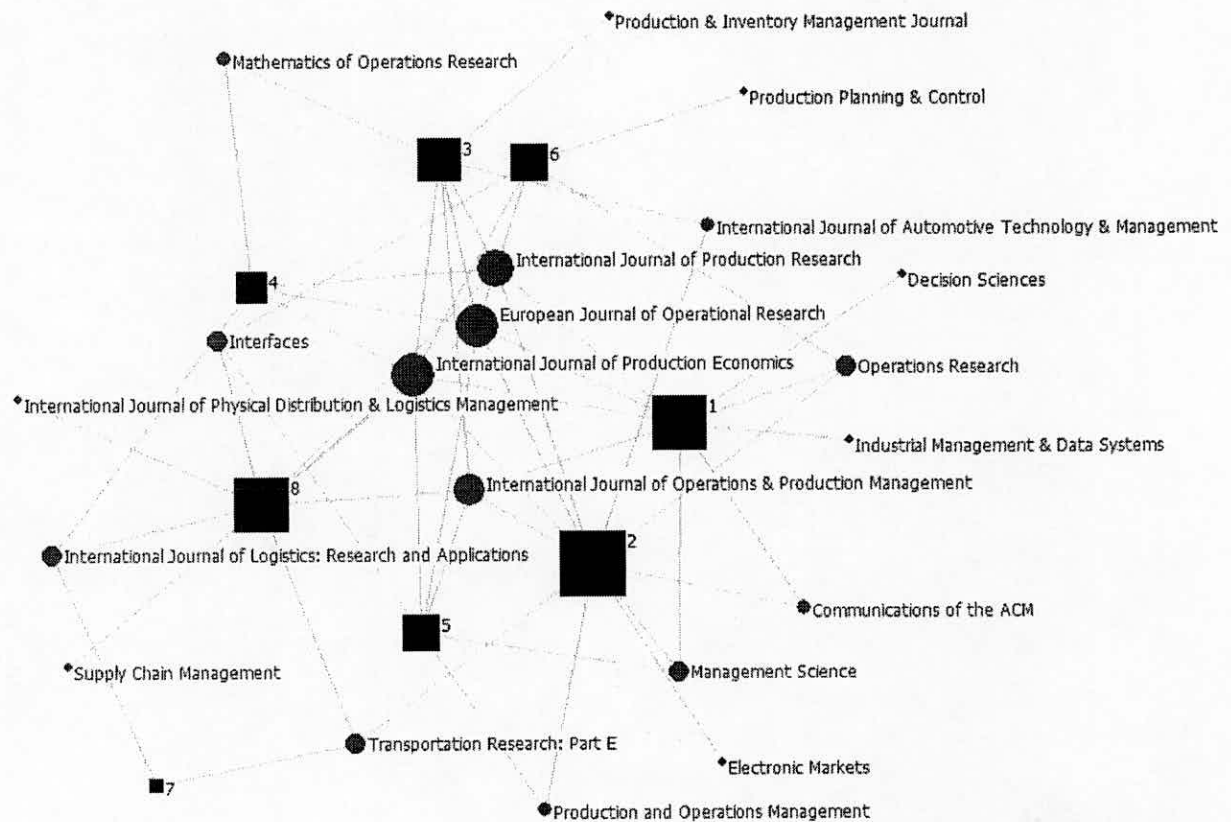 Production & Inventory Management Journal
Mathematics of Operations Research
Production Planning & Control
3
6
International Journal of Automotive Technology & Management
International Journal of Production Research
Decision Sciences
4
European Journal of Operational Research
Interfaces
International Journal of Production Economics
Operations Research
International Journal of Physical Distribution & Logistics Management
1
Industrial Management & Data Systems
International Journal of Operations & Production Management
8
2
International Journal of Logistics: Research and Applications
Communications of the ACM
5
Supply Chain Management
Management Science
Transportation Research: Part E
Electronic Markets
7
Production and Operations Management